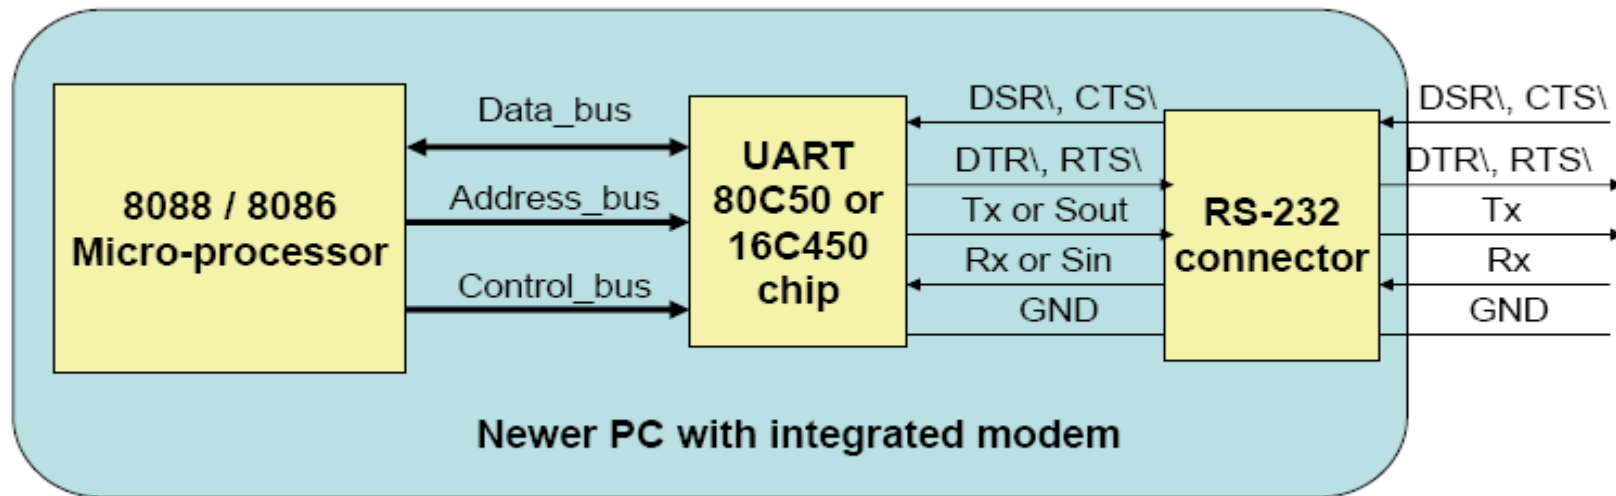 8088 / 8086
Micro-processor
Data_bus
Address_bus
Control_bus
UART
80C50 or
16C450
chip
DSR\, CTS\
DTR\, RTS\
Tx or Sout
Rx or Sin
GND
RS-232
connector
DSR\, CTS\
DTR\, RTS\
Tx
Rx
GND
Newer PC with integrated modem